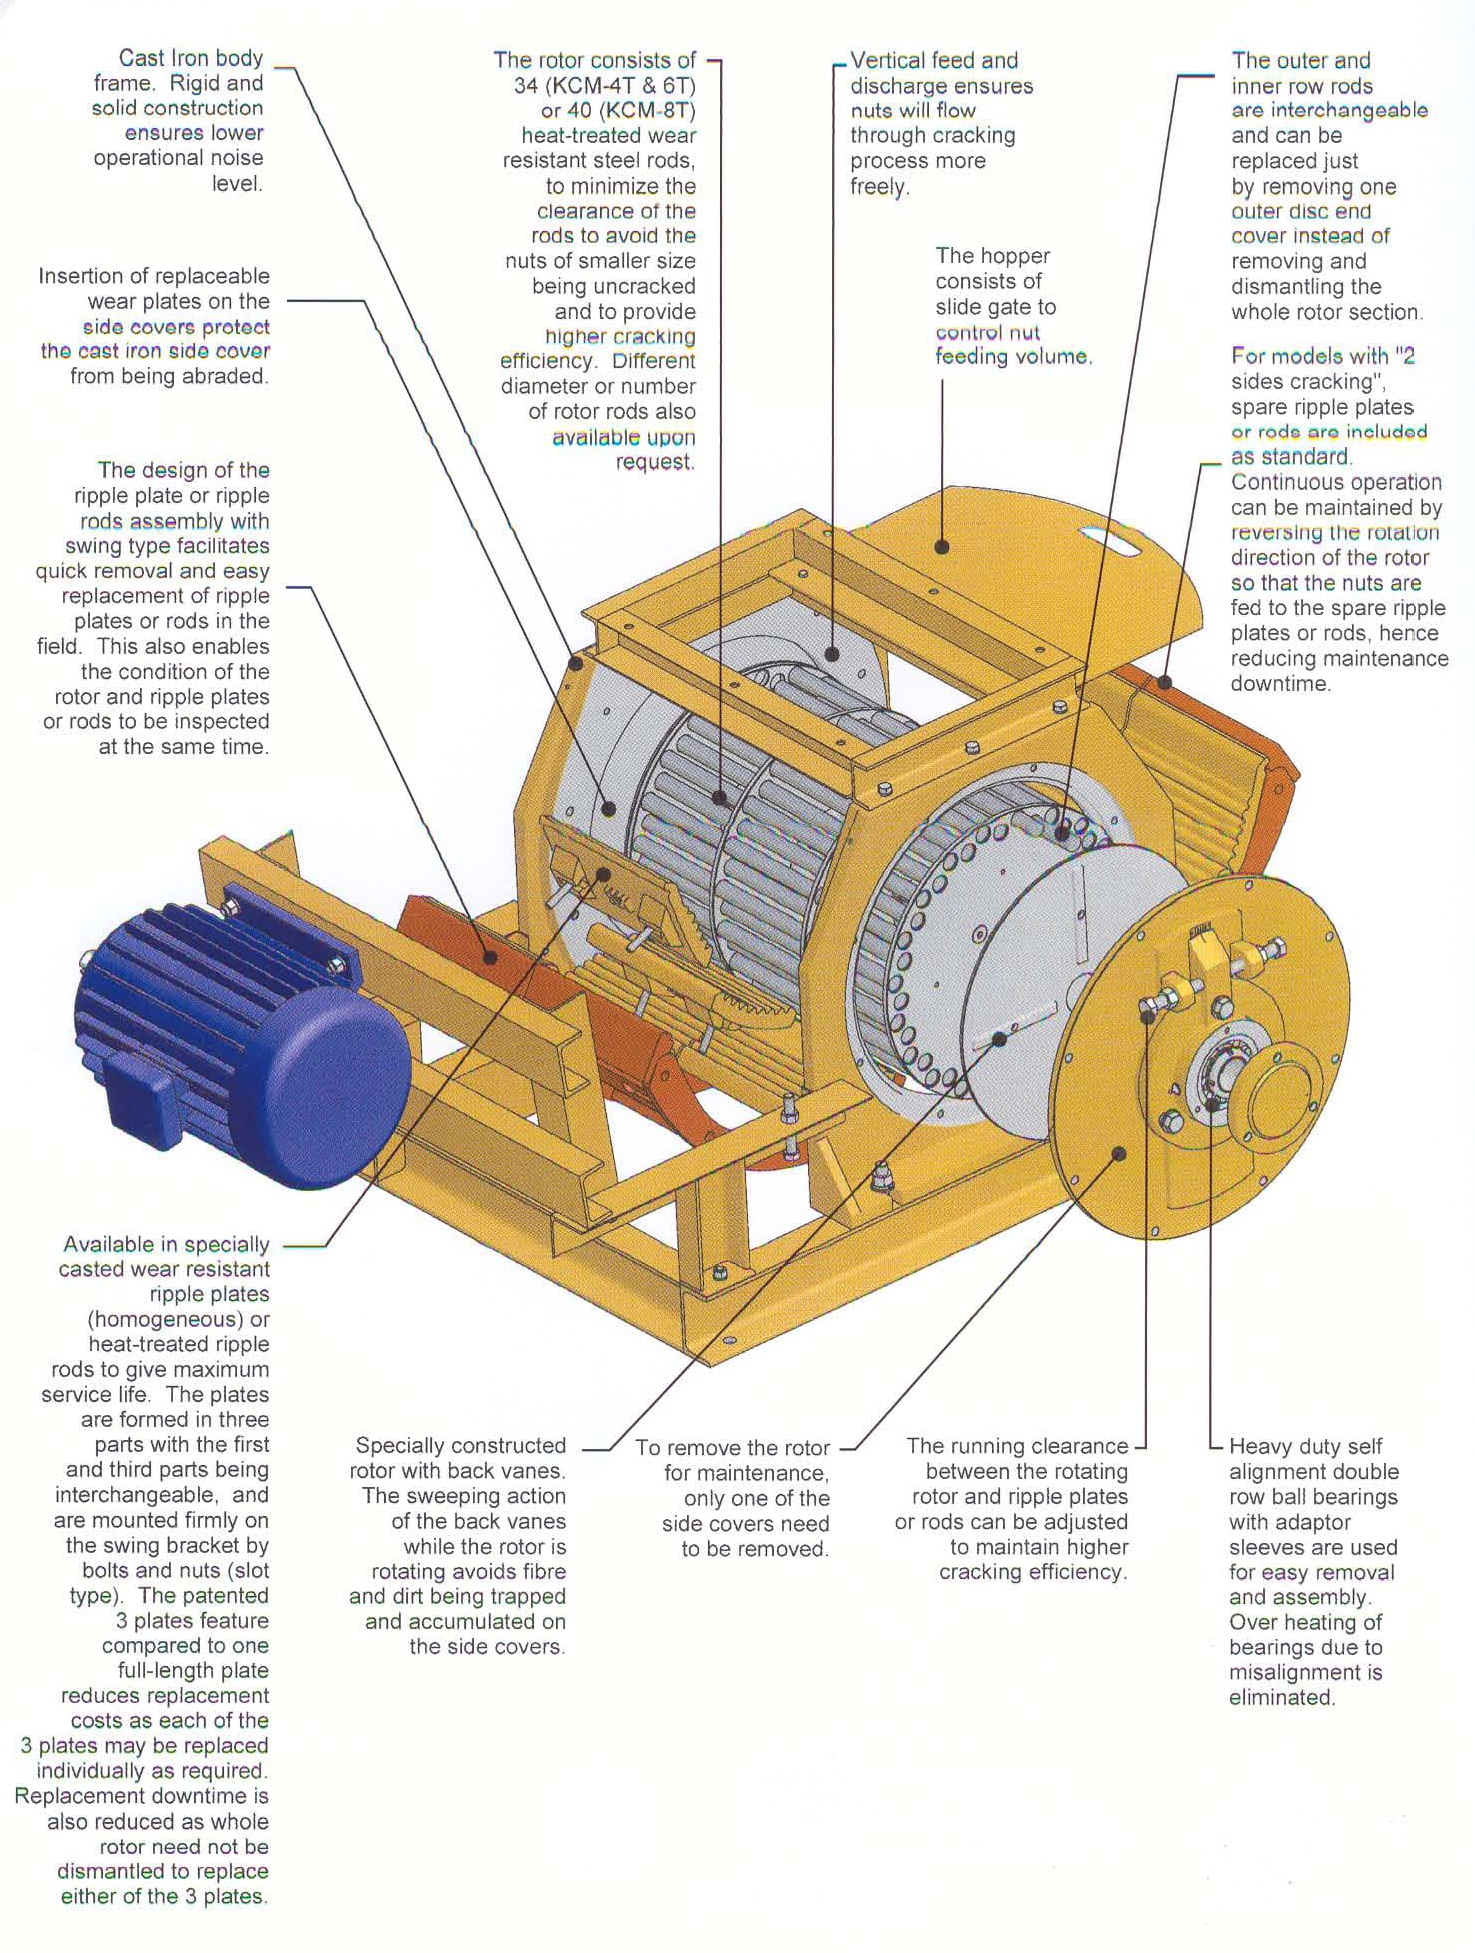 Cast Iron body
frame. Rigid and
solid construction
ensures lower
operational noise
level.
Insertion of replaceable
wear plates on the
side covers protect
the cast iron side cover
from being abraded.
The design of the
ripple plate or ripple
rods assembly with
swing type facilitates
quick removal and easy
replacement of ripple
plates or rods in the
field. This also enables
the condition of the
rotor and ripple plates
or rods to be inspected
at the same time.
The rotor consists of
34 (KCM-4T & 6T)
or 40 (KCM-8T)
heat-treated wear
resistant steel rods,
to minimize the
clearance of the
rods to avoid the
nuts of smaller size
being uncracked
and to provide
higher cracking
efficiency. Different
diameter or number
of rotor rods also
available upon
request.
Vertical feed and
discharge ensures
nuts will flow
through cracking
process more
freely.
The hopper
consists of
slide gate to
control nut
feeding volume.
The outer and
inner row rods
are interchangeable
and can be
replaced just
by removing one
outer disc end
cover instead of
removing and
dismantling the
whole rotor section.
For models with "2
sides cracking",
spare ripple plates
or rods are included
as standard.
Continuous operation
can be maintained by
reversing the rotation
direction of the rotor
so that the nuts are
fed to the spare ripple
plates or rods, hence
reducing maintenance
downtime.
Available in specially
casted wear resistant
ripple plates
(homogeneous) or
heat-treated ripple
rods to give maximum
service life. The plates
are formed in three
parts with the first
and third parts being
interchangeable, and
are mounted firmly on
the swing bracket by
bolts and nuts (slot
type). The patented
3 plates feature
compared to one
full-length plate
reduces replacement
costs as each of the
3 plates may be replaced
individually as required.
Replacement downtime is
also reduced as whole
rotor need not be
dismantled to replace
either of the 3 plates.
Specially constructed
rotor with back vanes.
The sweeping action
of the back vanes
while the rotor is
rotating avoids fibre
and dirt being trapped
and accumulated on
the side covers.
To remove the rotor
for maintenance,
only one of the
side covers need
to be removed.
The running clearance
between the rotating
rotor and ripple plates
or rods can be adjusted
to maintain higher
cracking efficiency.
Heavy duty self
alignment double
row ball bearings
with adaptor
sleeves are used
for easy removal
and assembly.
Over heating of
bearings due to
misalignment is
eliminated.